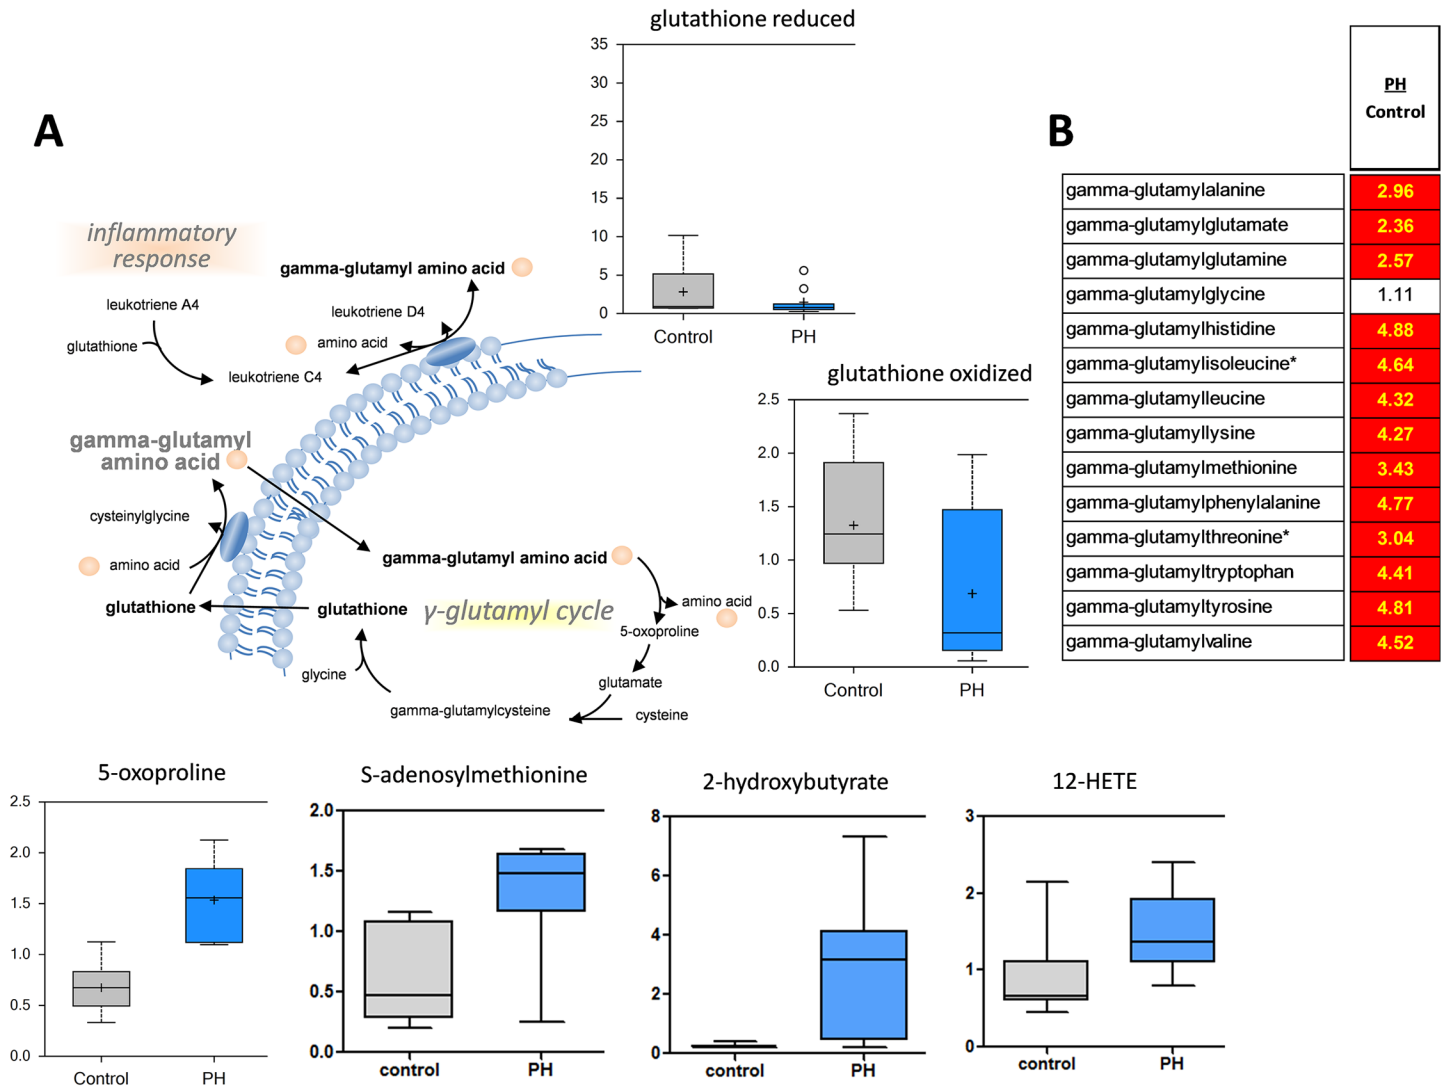 glutathione reduced
35
30
25
20
15
10
5
0
Control
PH
A
inflammatory
response
gamma-glutamyl amino acid
leukotriene A4
leukotriene D4
glutathione
amino acid
leukotriene C4
gamma-glutamyl
amino acid
cysteinylglycine
amino acid
glutathione
glutathione
gamma-glutamyl amino acid
γ-glutamyl cycle
amino acid
5-oxoproline
glycine
glutamate
gamma-glutamylcysteine
cysteine
glutathione oxidized
2.5
2.0
1.5
1.0
0.5
0.0
Control
PH
B
PH
Control
gamma-glutamylalanine 2.96
gamma-glutamylglutamate 2.36
gamma-glutamylglutamine 2.57
gamma-glutamylglycine 1.11
gamma-glutamylhistidine 4.88
gamma-glutamylisoleucine* 4.64
gamma-glutamylleucine 4.32
gamma-glutamyllysine 4.27
gamma-glutamylmethionine 3.43
gamma-glutamylphenylalanine 4.77
gamma-glutamylthreonine* 3.04
gamma-glutamyltryptophan 4.41
gamma-glutamyltyrosine 4.81
gamma-glutamylvaline 4.52
5-oxoproline
2.5
2.0
1.5
1.0
0.5
0.0
Control
PH
S-adenosylmethionine
2.0
1.5
1.0
0.5
0.0
control
PH
2-hydroxybutyrate
8
6
4
2
0
control
PH
12-HETE
3
2
1
0
control
PH